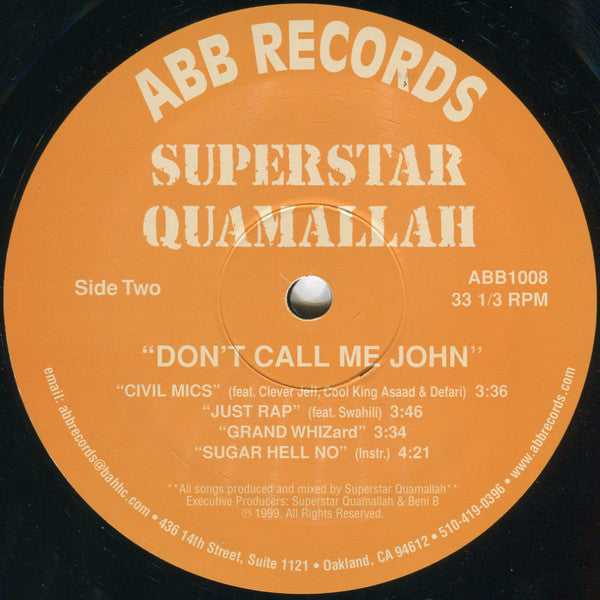 ABB RECORDS
SUPERSTAR
QUAMALLAH
Side Two
ABB1008
33 1/3 RPM
“DON'T CALL ME JOHN”
“CIVIL MICS” (feat. Clever Jeff, Cool King Asaad & Defari) 3:36
“JUST RAP” (feat. Swahili) 3:46
“GRAND WHIZard” 3:34
“SUGAR HELL NO” (Instr.) 4:21
**All songs produced and mixed by Superstar Quamallah**
Executive Producers: Superstar Quamallah & Beni B
℗ 1999. All Rights Reserved.
email: abbrecords@bahhc.com • 436 14th Street, Suite 1121 • Oakland, CA 94612 • 510-419-0396 • www.abbrecords.com